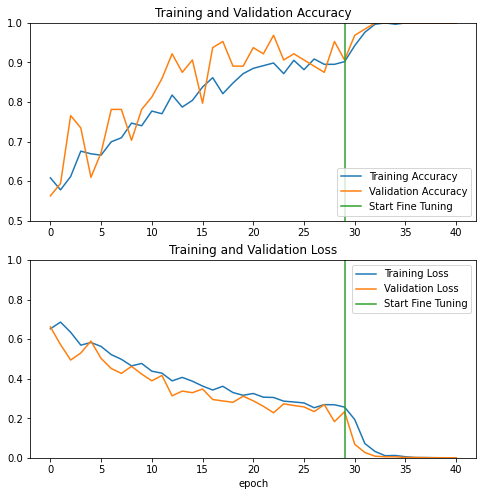 Training and Validation Accuracy
1.0
0.9
0.8
0.7
0.6
0.5
Training Accuracy
Validation Accuracy
Start Fine Tuning
0 5 10 15 20 25 30 35 40
Training and Validation Loss
1.0
0.8
0.6
0.4
0.2
0.0
Training Loss
Validation Loss
Start Fine Tuning
0 5 10 15 20 25 30 35 40
epoch